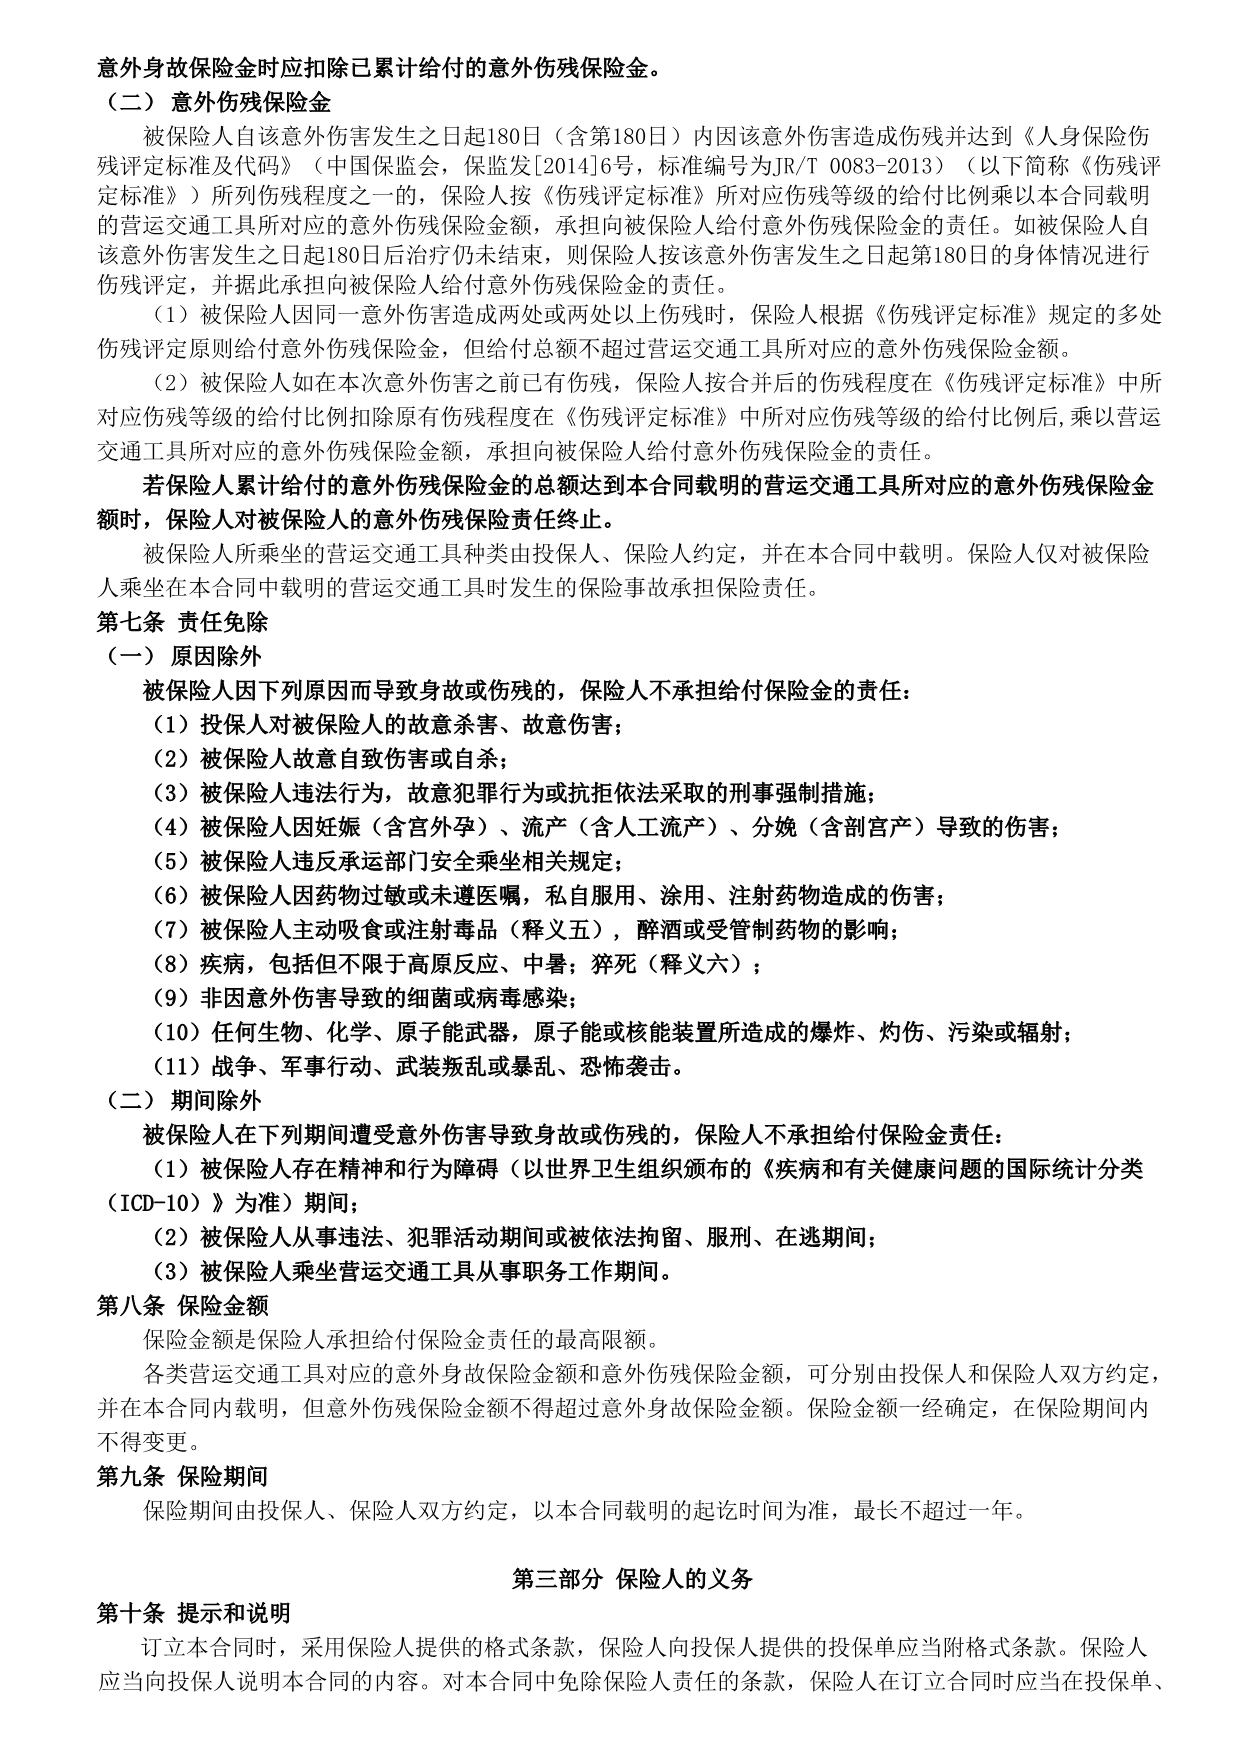 意外身故保险金时应扣除已累计给付的意外伤残保险金。
（二） 意外伤残保险金
被保险人自该意外伤害发生之日起180日（含第180日）内因该意外伤害造成伤残并达到《人身保险伤
残评定标准及代码》（中国保监会，保监发[2014]6号，标准编号为JR/T 0083-2013）（以下简称《伤残评
定标准》）所列伤残程度之一的，保险人按《伤残评定标准》所对应伤残等级的给付比例乘以本合同载明
的营运交通工具所对应的意外伤残保险金额，承担向被保险人给付意外伤残保险金的责任。如被保险人自
该意外伤害发生之日起180日后治疗仍未结束，则保险人按该意外伤害发生之日起第180日的身体情况进行
伤残评定，并据此承担向被保险人给付意外伤残保险金的责任。
（1）被保险人因同一意外伤害造成两处或两处以上伤残时，保险人根据《伤残评定标准》规定的多处
伤残评定原则给付意外伤残保险金，但给付总额不超过营运交通工具所对应的意外伤残保险金额。
（2）被保险人如在本次意外伤害之前已有伤残，保险人按合并后的伤残程度在《伤残评定标准》中所
对应伤残等级的给付比例扣除原有伤残程度在《伤残评定标准》中所对应伤残等级的给付比例后,乘以营运
交通工具所对应的意外伤残保险金额，承担向被保险人给付意外伤残保险金的责任。
若保险人累计给付的意外伤残保险金的总额达到本合同载明的营运交通工具所对应的意外伤残保险金
额时，保险人对被保险人的意外伤残保险责任终止。
被保险人所乘坐的营运交通工具种类由投保人、保险人约定，并在本合同中载明。保险人仅对被保险
人乘坐在本合同中载明的营运交通工具时发生的保险事故承担保险责任。
第七条 责任免除
（一） 原因除外
被保险人因下列原因而导致身故或伤残的，保险人不承担给付保险金的责任：
（1）投保人对被保险人的故意杀害、故意伤害；
（2）被保险人故意自致伤害或自杀；
（3）被保险人违法行为，故意犯罪行为或抗拒依法采取的刑事强制措施；
（4）被保险人因妊娠（含宫外孕）、流产（含人工流产）、分娩（含剖宫产）导致的伤害；
（5）被保险人违反承运部门安全乘坐相关规定；
（6）被保险人因药物过敏或未遵医嘱，私自服用、涂用、注射药物造成的伤害；
（7）被保险人主动吸食或注射毒品（释义五）, 醉酒或受管制药物的影响；
（8）疾病，包括但不限于高原反应、中暑；猝死（释义六）；
（9）非因意外伤害导致的细菌或病毒感染；
（10）任何生物、化学、原子能武器，原子能或核能装置所造成的爆炸、灼伤、污染或辐射；
（11）战争、军事行动、武装叛乱或暴乱、恐怖袭击。
（二） 期间除外
被保险人在下列期间遭受意外伤害导致身故或伤残的，保险人不承担给付保险金责任：
（1）被保险人存在精神和行为障碍（以世界卫生组织颁布的《疾病和有关健康问题的国际统计分类
（ICD-10）》为准）期间；
（2）被保险人从事违法、犯罪活动期间或被依法拘留、服刑、在逃期间；
（3）被保险人乘坐营运交通工具从事职务工作期间。
第八条 保险金额
保险金额是保险人承担给付保险金责任的最高限额。
各类营运交通工具对应的意外身故保险金额和意外伤残保险金额，可分别由投保人和保险人双方约定，
并在本合同内载明，但意外伤残保险金额不得超过意外身故保险金额。保险金额一经确定，在保险期间内
不得变更。
第九条 保险期间
保险期间由投保人、保险人双方约定，以本合同载明的起讫时间为准，最长不超过一年。
第三部分 保险人的义务
第十条 提示和说明
订立本合同时，采用保险人提供的格式条款，保险人向投保人提供的投保单应当附格式条款。保险人
应当向投保人说明本合同的内容。对本合同中免除保险人责任的条款，保险人在订立合同时应当在投保单、